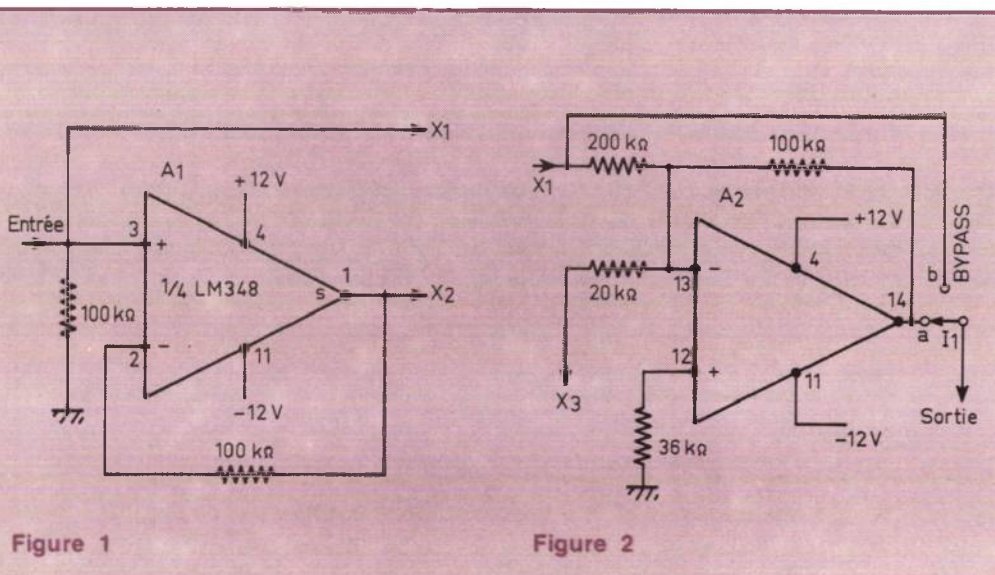 X1
A1
+12 V
Entrée
3
+
4
1/4 LM348
1
s
X2
100 kΩ
2
−
11
−12 V
100 kΩ
Figure 1
200 kΩ
100 kΩ
X1
A2
+12 V
BYPASS
4
b
−
13
20 kΩ
14
a
I1
12
+
11
X3
Sortie
−12 V
36 kΩ
Figure 2